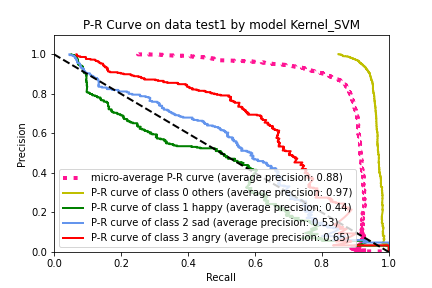 P-R Curve on data test1 by model Kernel_SVM
1.0
0.8
0.6
0.4
0.2
0.0
Precision
micro-average P-R curve (average precision: 0.88)
P-R curve of class 0 others (average precision: 0.97)
P-R curve of class 1 happy (average precision: 0.44)
P-R curve of class 2 sad (average precision: 0.53)
P-R curve of class 3 angry (average precision: 0.65)
0.0 0.2 0.4 0.6 0.8 1.0
Recall